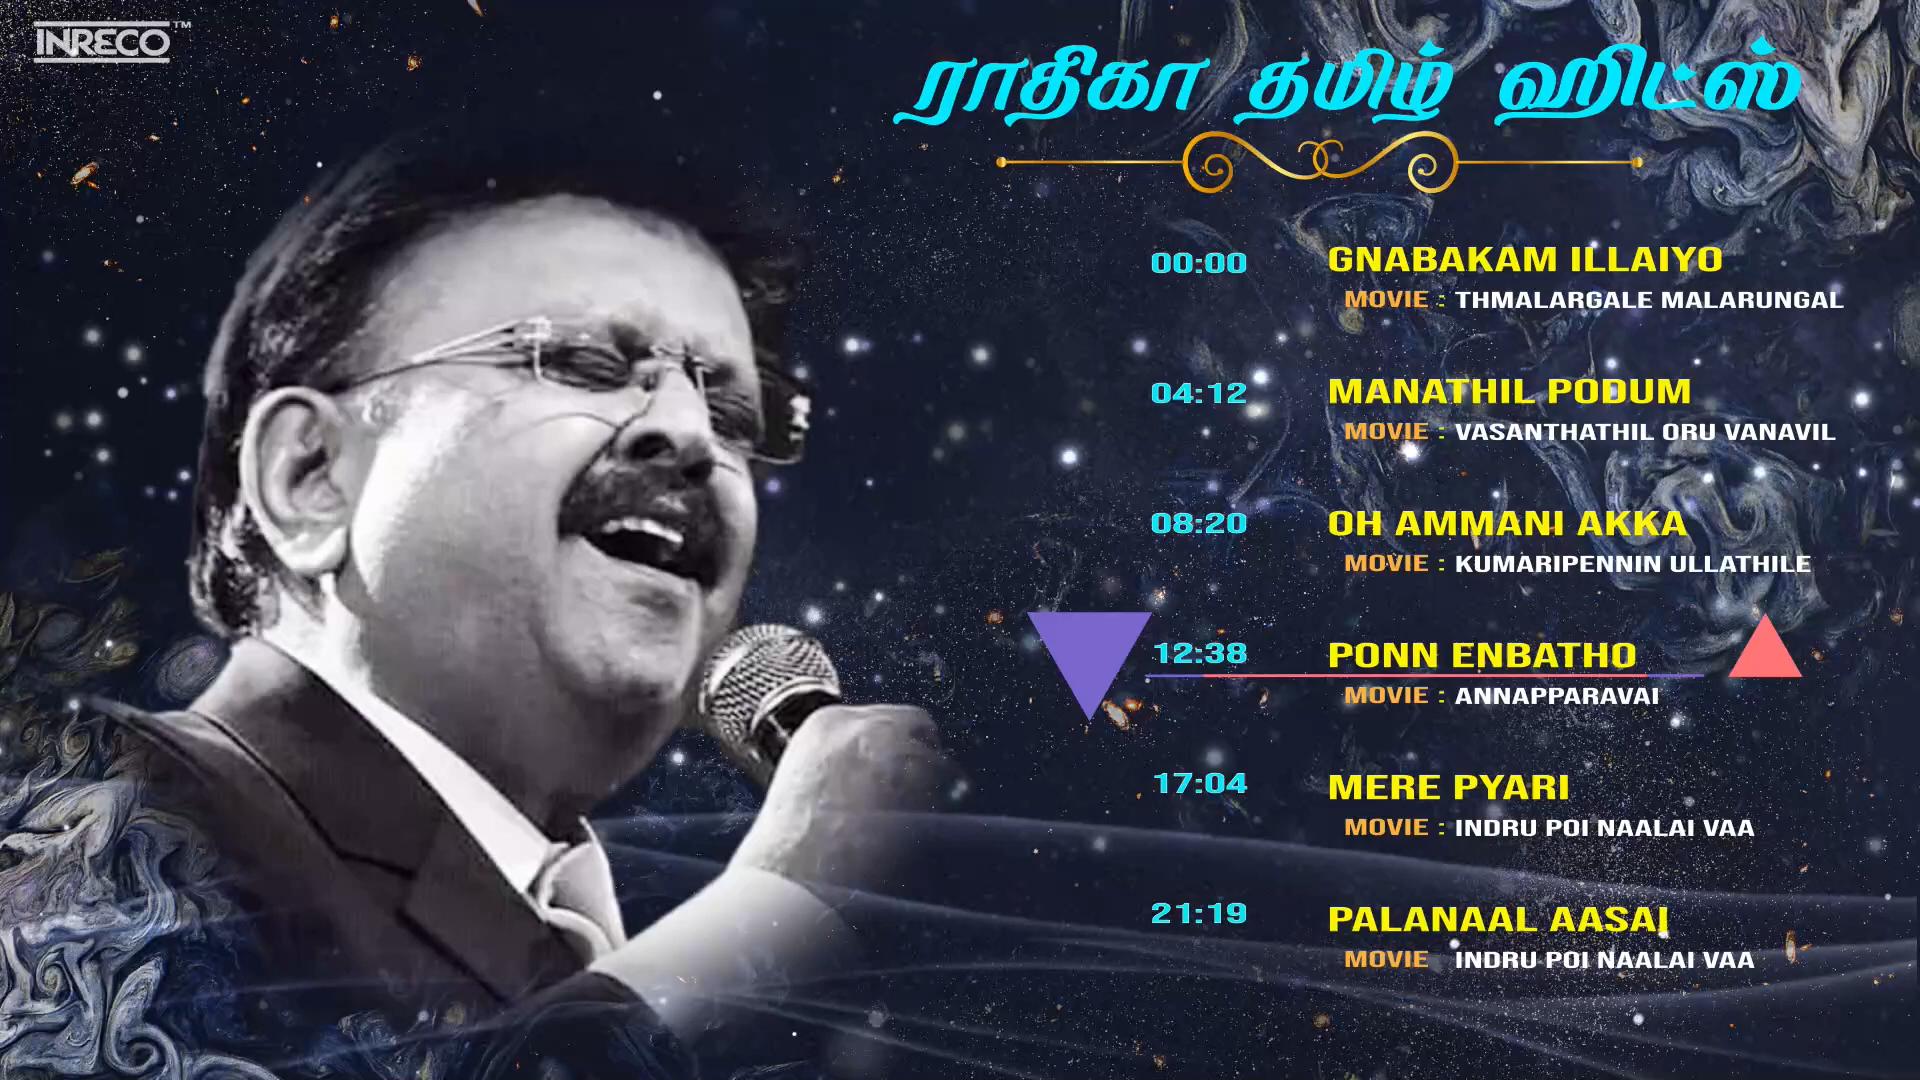 INRECO™
ராதிகா தமிழ் ஹிட்ஸ்
00:00 GNABAKAM ILLAIYO
MOVIE : THMALARGALE MALARUNGAL
04:12 MANATHIL PODUM
MOVIE : VASANTHATHIL ORU VANAVIL
08:20 OH AMMANI AKKA
MOVIE : KUMARIPENNIN ULLATHILE
12:38 PONN ENBATHO
MOVIE : ANNAPPARAVAI
17:04 MERE PYARI
MOVIE : INDRU POI NAALAI VAA
21:19 PALANAAL AASAI
MOVIE INDRU POI NAALAI VAA